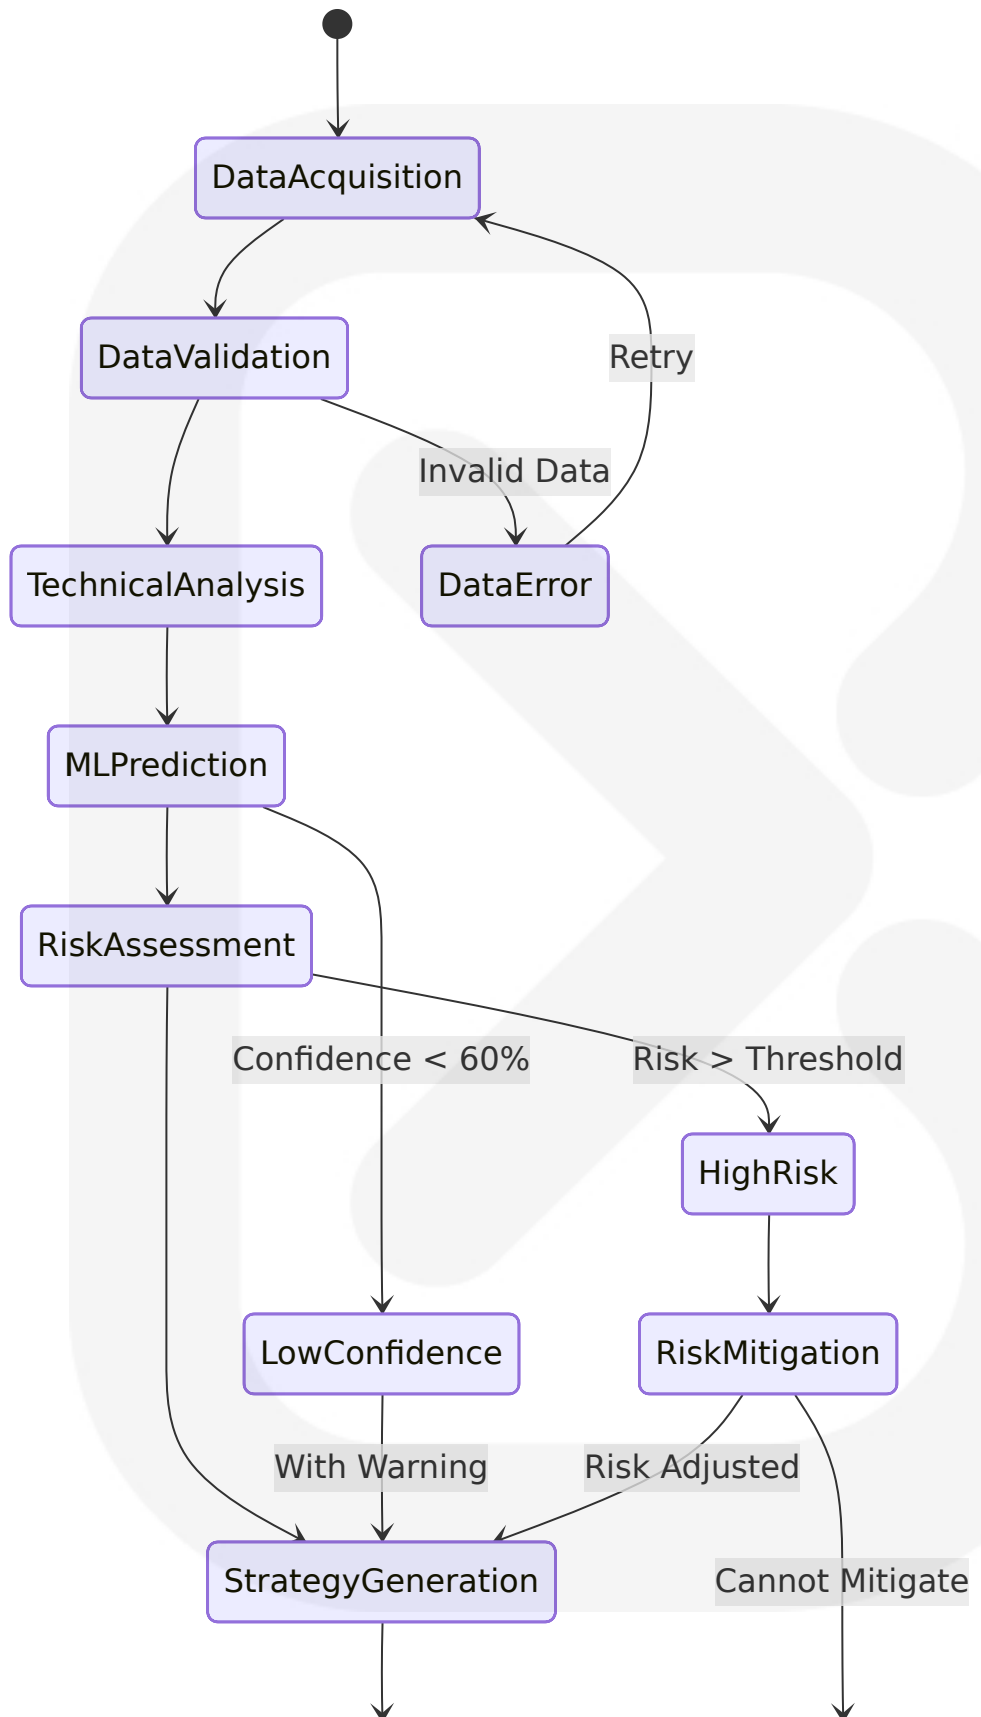 DataAcquisition
DataValidation
Retry
Invalid Data
TechnicalAnalysis
DataError
MLPrediction
RiskAssessment
Confidence < 60%
Risk > Threshold
HighRisk
LowConfidence
RiskMitigation
With Warning
Risk Adjusted
StrategyGeneration
Cannot Mitigate